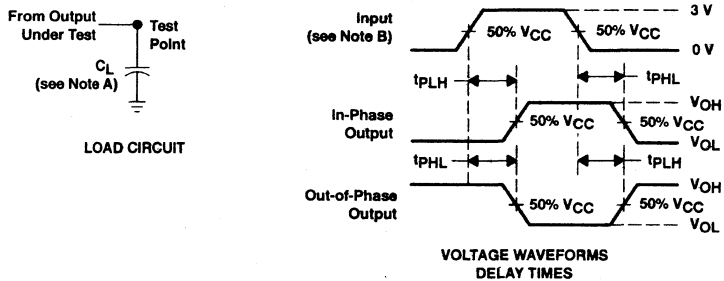 From Output
Under Test
Test
Point
CL
(see Note A)
LOAD CIRCUIT
Input
(see Note B)
50% VCC
50% VCC
3 V
0 V
tPLH
tPHL
In-Phase
Output
50% VCC
50% VCC
VOH
VOL
tPHL
tPLH
Out-of-Phase
Output
50% VCC
50% VCC
VOH
VOL
VOLTAGE WAVEFORMS
DELAY TIMES